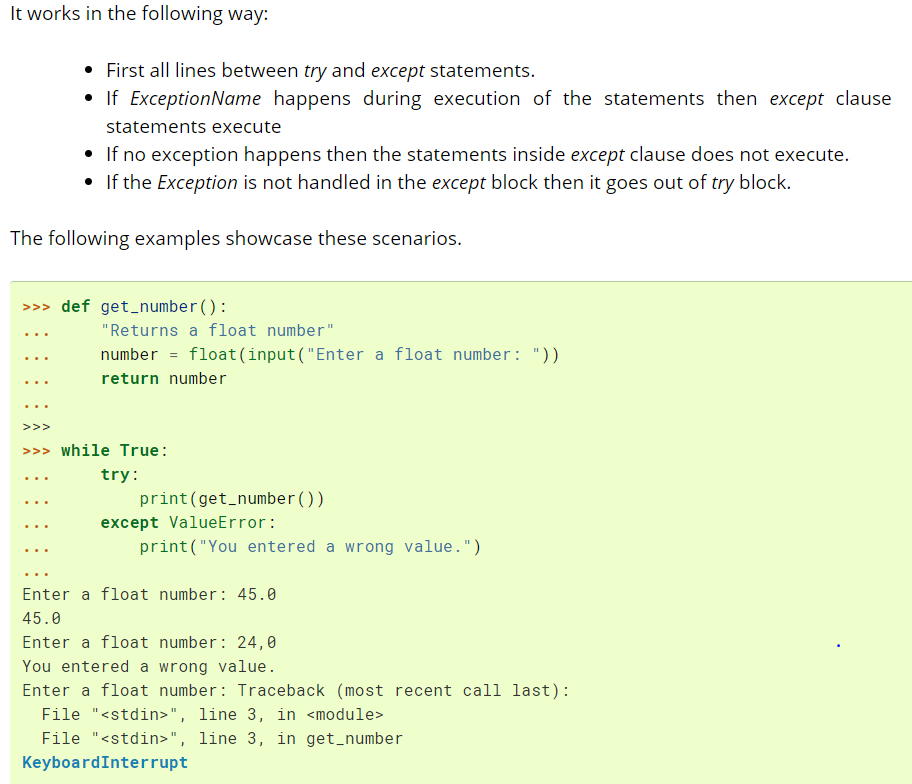 It works in the following way:
• First all lines between try and except statements.
• If ExceptionName happens during execution of the statements then except clause
statements execute
• If no exception happens then the statements inside except clause does not execute.
• If the Exception is not handled in the except block then it goes out of try block.
The following examples showcase these scenarios.
>>> def get_number():
...     "Returns a float number"
...     number = float(input("Enter a float number: "))
...     return number
...
>>>
>>> while True:
...     try:
...         print(get_number())
...     except ValueError:
...         print("You entered a wrong value.")
...
Enter a float number: 45.0
45.0
Enter a float number: 24,0
You entered a wrong value.
Enter a float number: Traceback (most recent call last):
  File "<stdin>", line 3, in <module>
  File "<stdin>", line 3, in get_number
KeyboardInterrupt